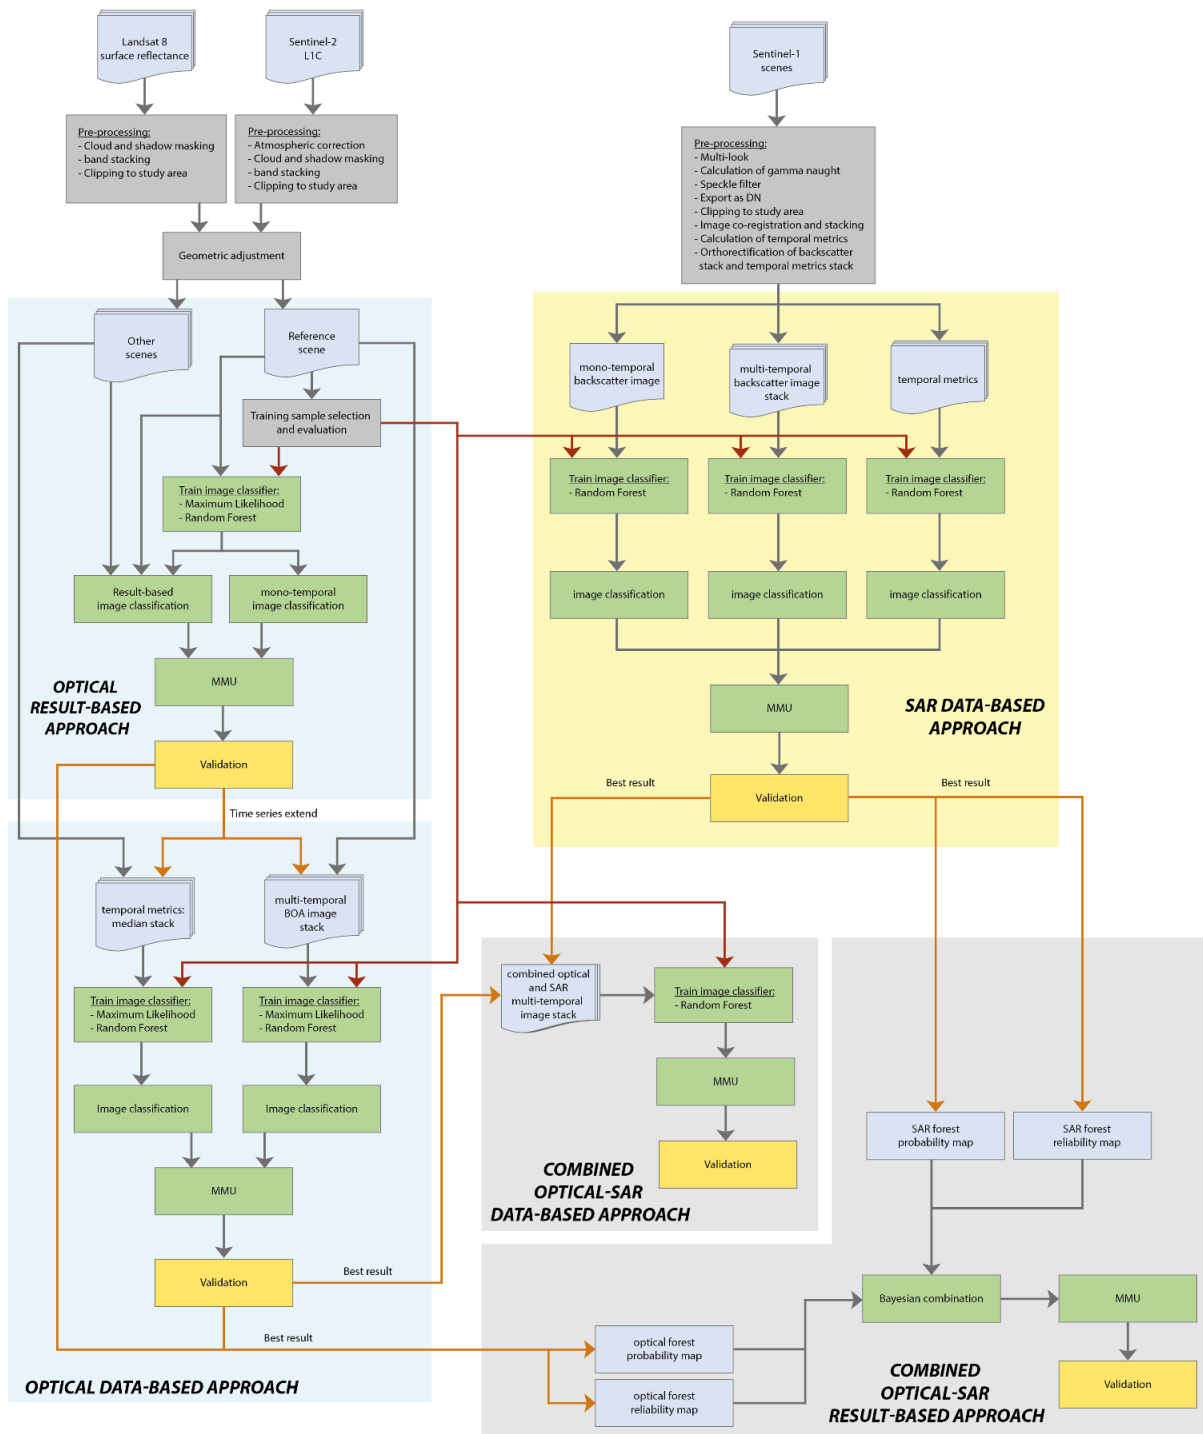 Landsat 8
surface reflectance
Sentinel-2
L1C
Sentinel-1
scenes
Pre-processing:
- Cloud and shadow masking
- band stacking
- Clipping to study area
Pre-processing:
- Atmospheric correction
- Cloud and shadow masking
- band stacking
- Clipping to study area
Pre-processing:
- Multi-look
- Calculation of gamma naught
- Speckle filter
- Export as DN
- Clipping to study area
- Image co-registration and stacking
- Calculation of temporal metrics
- Orthorectification of backscatter
stack and temporal metrics stack
Geometric adjustment
Other
scenes
Reference
scene
Training sample selection
and evaluation
Train image classifier:
- Maximum Likelihood
- Random Forest
Result-based
image classification
mono-temporal
image classification
MMU
OPTICAL
RESULT-BASED
APPROACH
Validation
Time series extend
mono-temporal
backscatter image
multi-temporal
backscatter image
stack
temporal metrics
Train image classifier:
- Random Forest
Train image classifier:
- Random Forest
Train image classifier:
- Random Forest
image classification
image classification
image classification
MMU
SAR DATA-BASED
APPROACH
Best result
Validation
Best result
temporal metrics:
median stack
multi-temporal
BOA image
stack
Train image classifier:
- Maximum Likelihood
- Random Forest
Train image classifier:
- Maximum Likelihood
- Random Forest
Image classification
Image classification
MMU
Validation
Best result
Best result
OPTICAL DATA-BASED APPROACH
combined optical
and SAR
multi-temporal
image stack
Train image classifier:
- Random Forest
MMU
Validation
COMBINED
OPTICAL-SAR
DATA-BASED APPROACH
SAR forest
probability map
SAR forest
reliability map
Bayesian combination
MMU
optical forest
probability map
optical forest
reliability map
Validation
COMBINED
OPTICAL-SAR
RESULT-BASED APPROACH